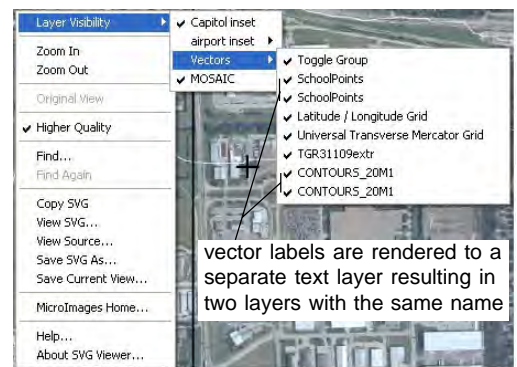 Layer Visibility
Zoom In
Zoom Out
Original View
Higher Quality
Find...
Find Again
Copy SVG
View SVG...
View Source...
Save SVG As...
Save Current View...
MicroImages Home...
Help...
About SVG Viewer...
Capitol inset
airport inset
Vectors
MOSAIC
Toggle Group
SchoolPoints
SchoolPoints
Latitude / Longitude Grid
Universal Transverse Mercator Grid
TGR31109extr
CONTOURS_20M1
CONTOURS_20M1
vector labels are rendered to a
separate text layer resulting in
two layers with the same name